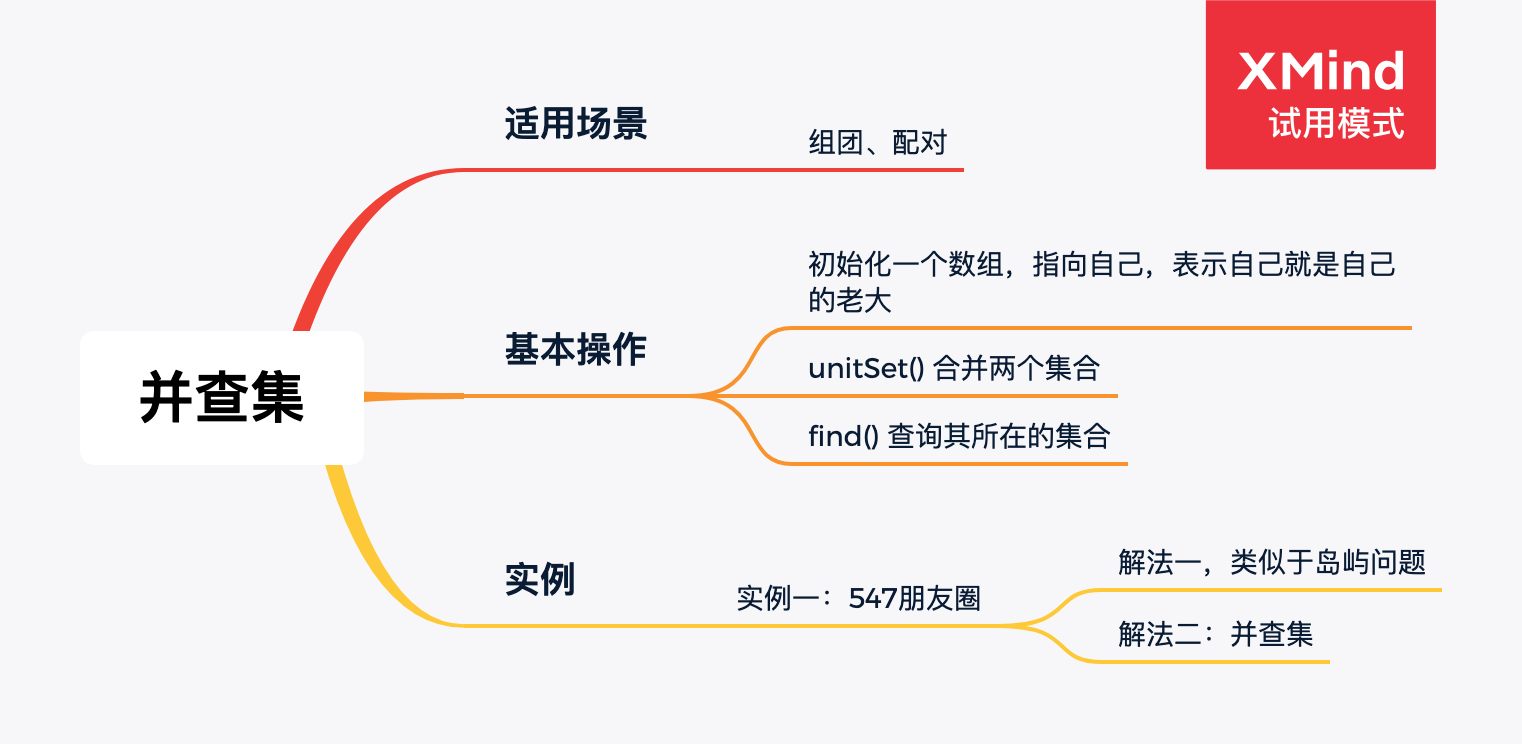 XMind
试用模式
适用场景
组团、配对
并查集
基本操作
初始化一个数组，指向自己，表示自己就是自己
的老大
unitSet() 合并两个集合
find() 查询其所在的集合
实例
实例一：547朋友圈
解法一，类似于岛屿问题
解法二：并查集